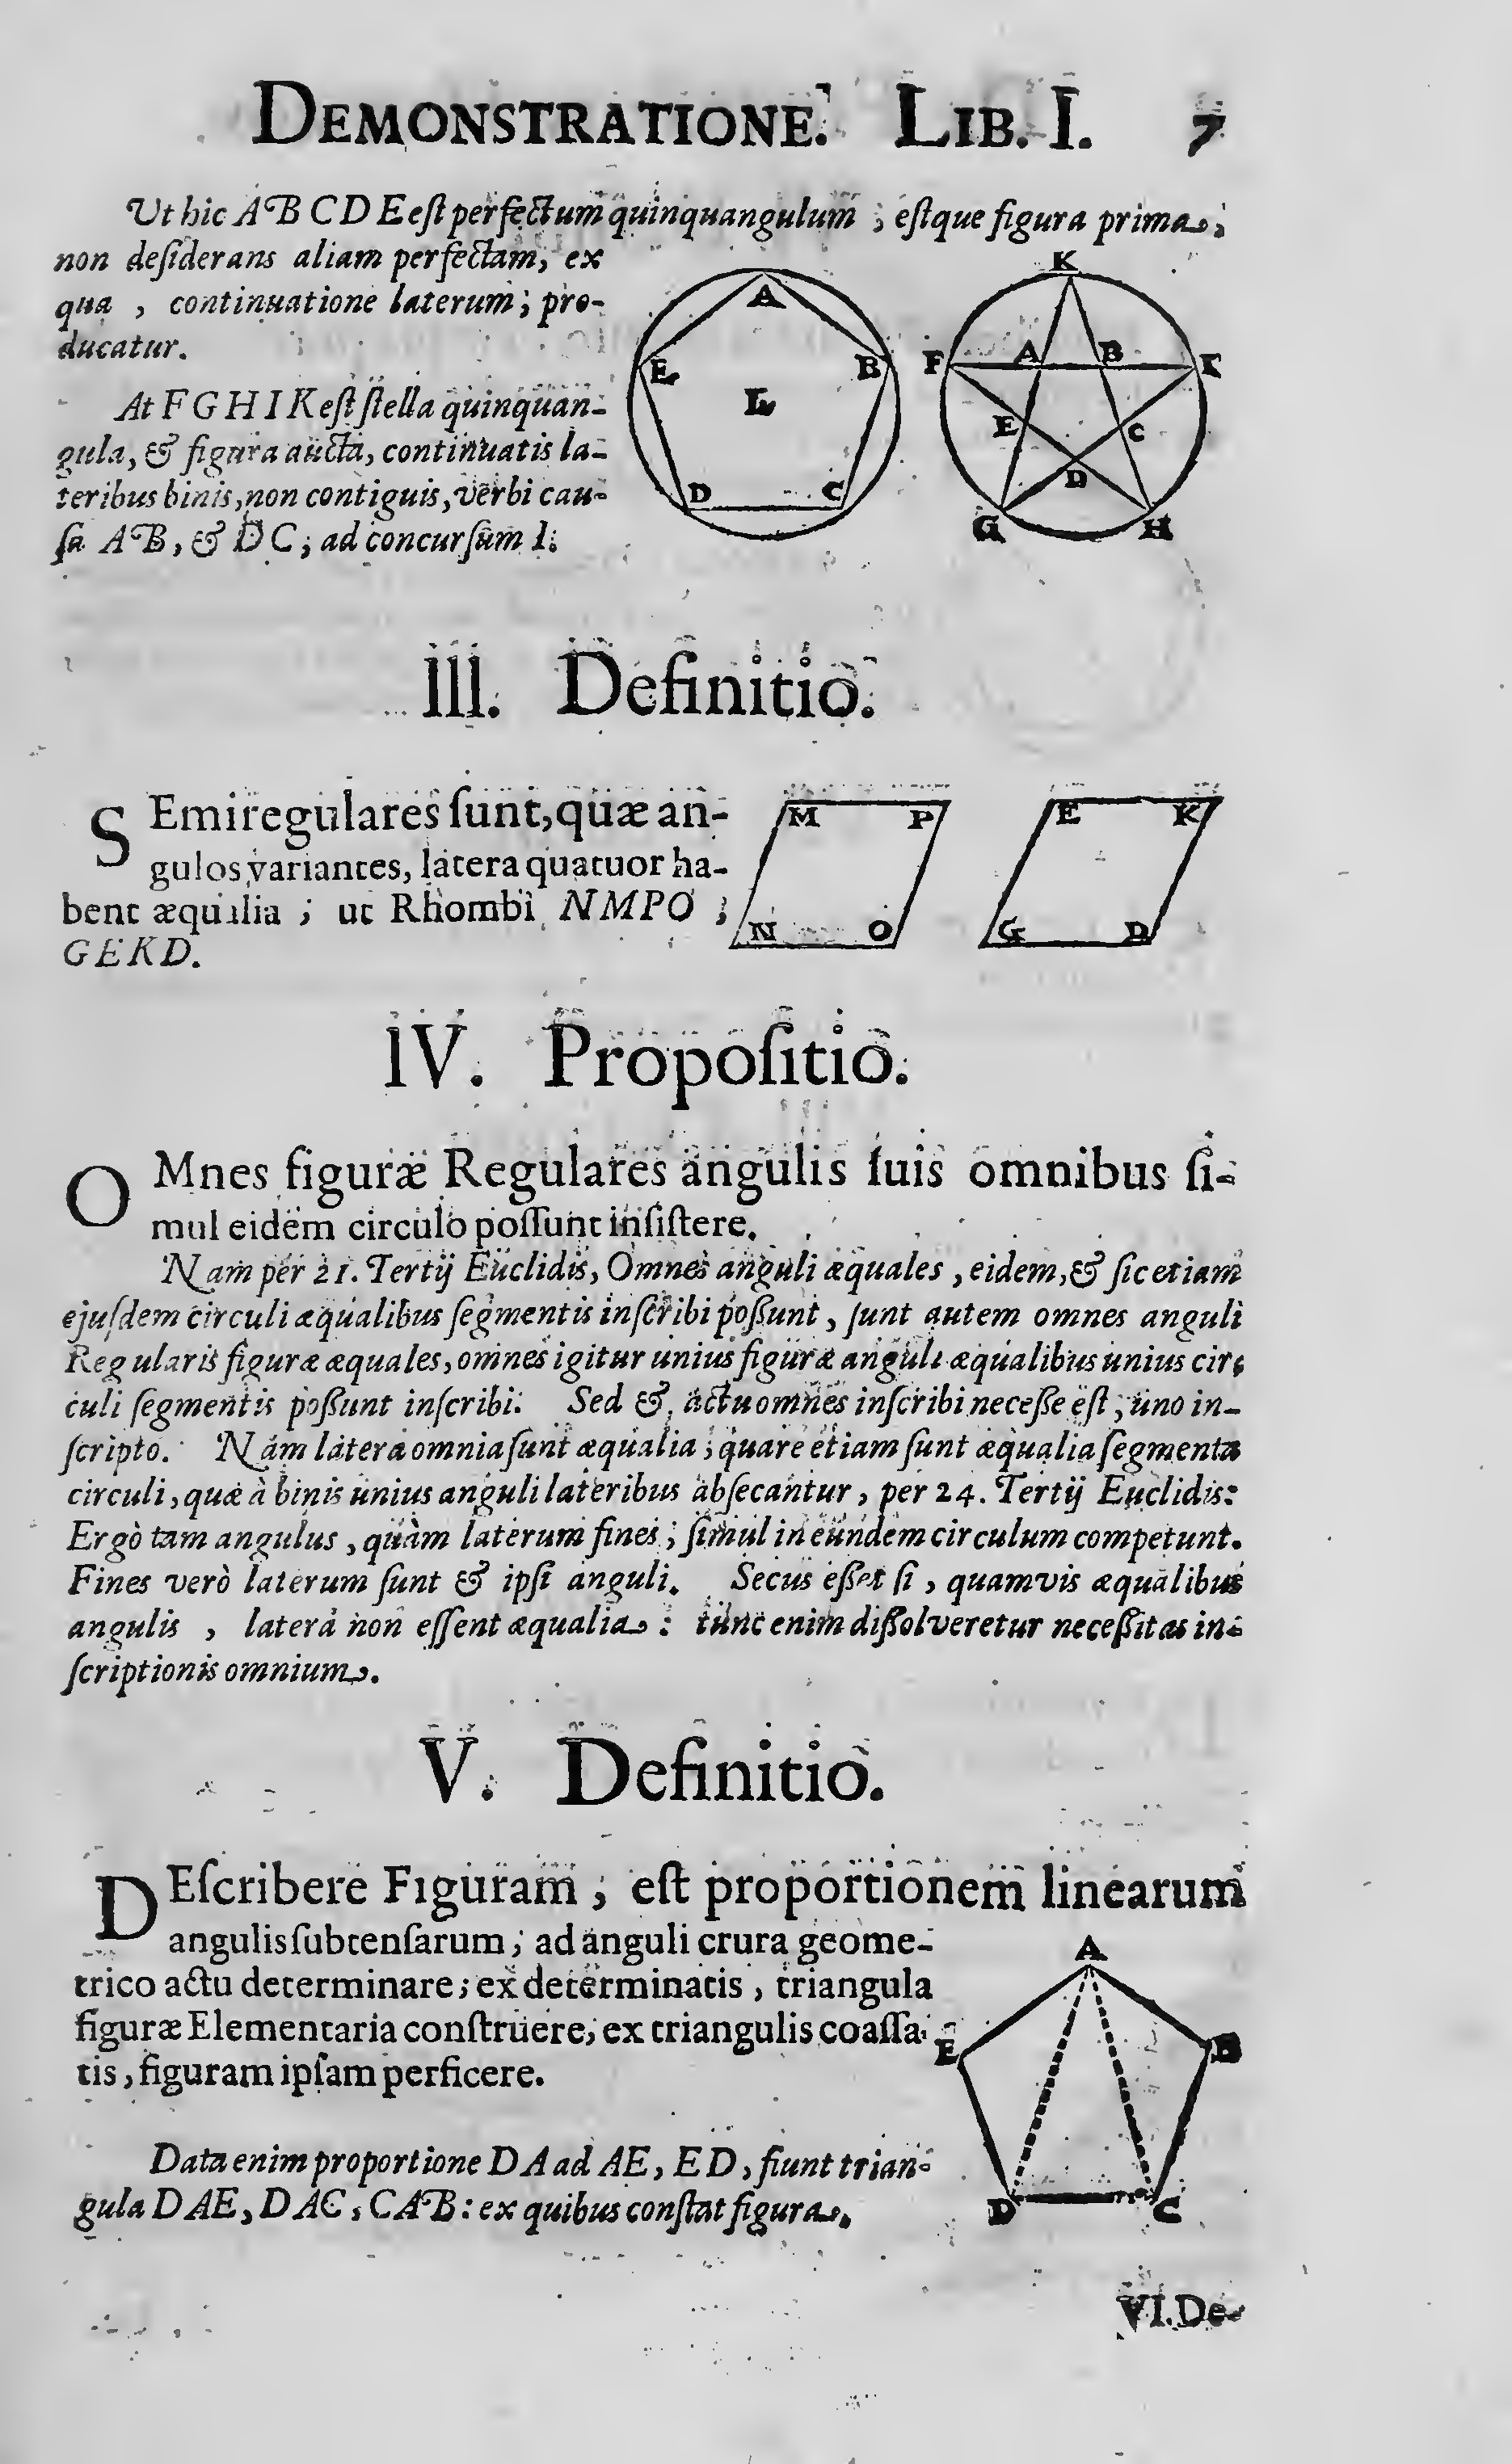 DEMONSTRATIONE. LIB. I. 7
Ut hic ABCDE eſt perfectum quinquangulum ; eſtque figura prima ;
non deſiderans aliam perfectam, ex
qua , continuatione laterum ; pro-
ducatur.
At FGHIK eſt ſtella quinquan-
gula, & figura aucta, continuatis la-
teribus binis, non contiguis, verbi cau-
ſa AB, & DC ; ad concurſum I.
A
E B
L
D C
K
F A B I
E C
D
G H
III. Definitio.
SEmiregulares ſunt, quæ an-
gulos variantes, latera quatuor ha-
bent æqualia ; ut Rhombi NMPO ;
GEKD.
M P
N O
E K
G D
IV. Propoſitio.
OMnes figuræ Regulares angulis ſuis omnibus ſi-
mul eidem circulo poſſunt inſiſtere.
Nam per 21. Tertij Euclidis, Omnes anguli æquales , eidem, & ſic etiam
ejuſdem circuli æqualibus ſegmentis inſcribi poſſunt , ſunt autem omnes anguli
Regularis figuræ æquales, omnes igitur unius figuræ anguli æqualibus unius cir-
culi ſegmentis poſſunt inſcribi. Sed & actu omnes inſcribi neceſſe eſt ; uno in-
ſcripto. Nam latera omnia ſunt æqualia ; quare etiam ſunt æqualia ſegmenta
circuli, quæ à binis unius anguli lateribus abſecantur , per 24. Tertij Euclidis:
Ergò tam angulus , quàm laterum fines ; ſimul in eundem circulum competunt.
Fines verò laterum ſunt & ipſi anguli. Secus eſſet ſi , quamvis æqualibus
angulis , latera non eſſent æqualia : tunc enim diſſolveretur neceſſitas in-
ſcriptionis omnium.
V. Definitio.
DEſcribere Figuram , eſt proportionem linearum
angulis ſubtenſarum ; ad anguli crura geome-
trico actu determinare ; ex determinatis , triangula
figuræ Elementaria conſtruere ; ex triangulis coaſſa-
tis , figuram ipſam perficere.
Data enim proportione DA ad AE , ED , fiunt trian-
gula DAE, DAC , CAB : ex quibus conſtat figura.
A
E B
D C
VI. De-